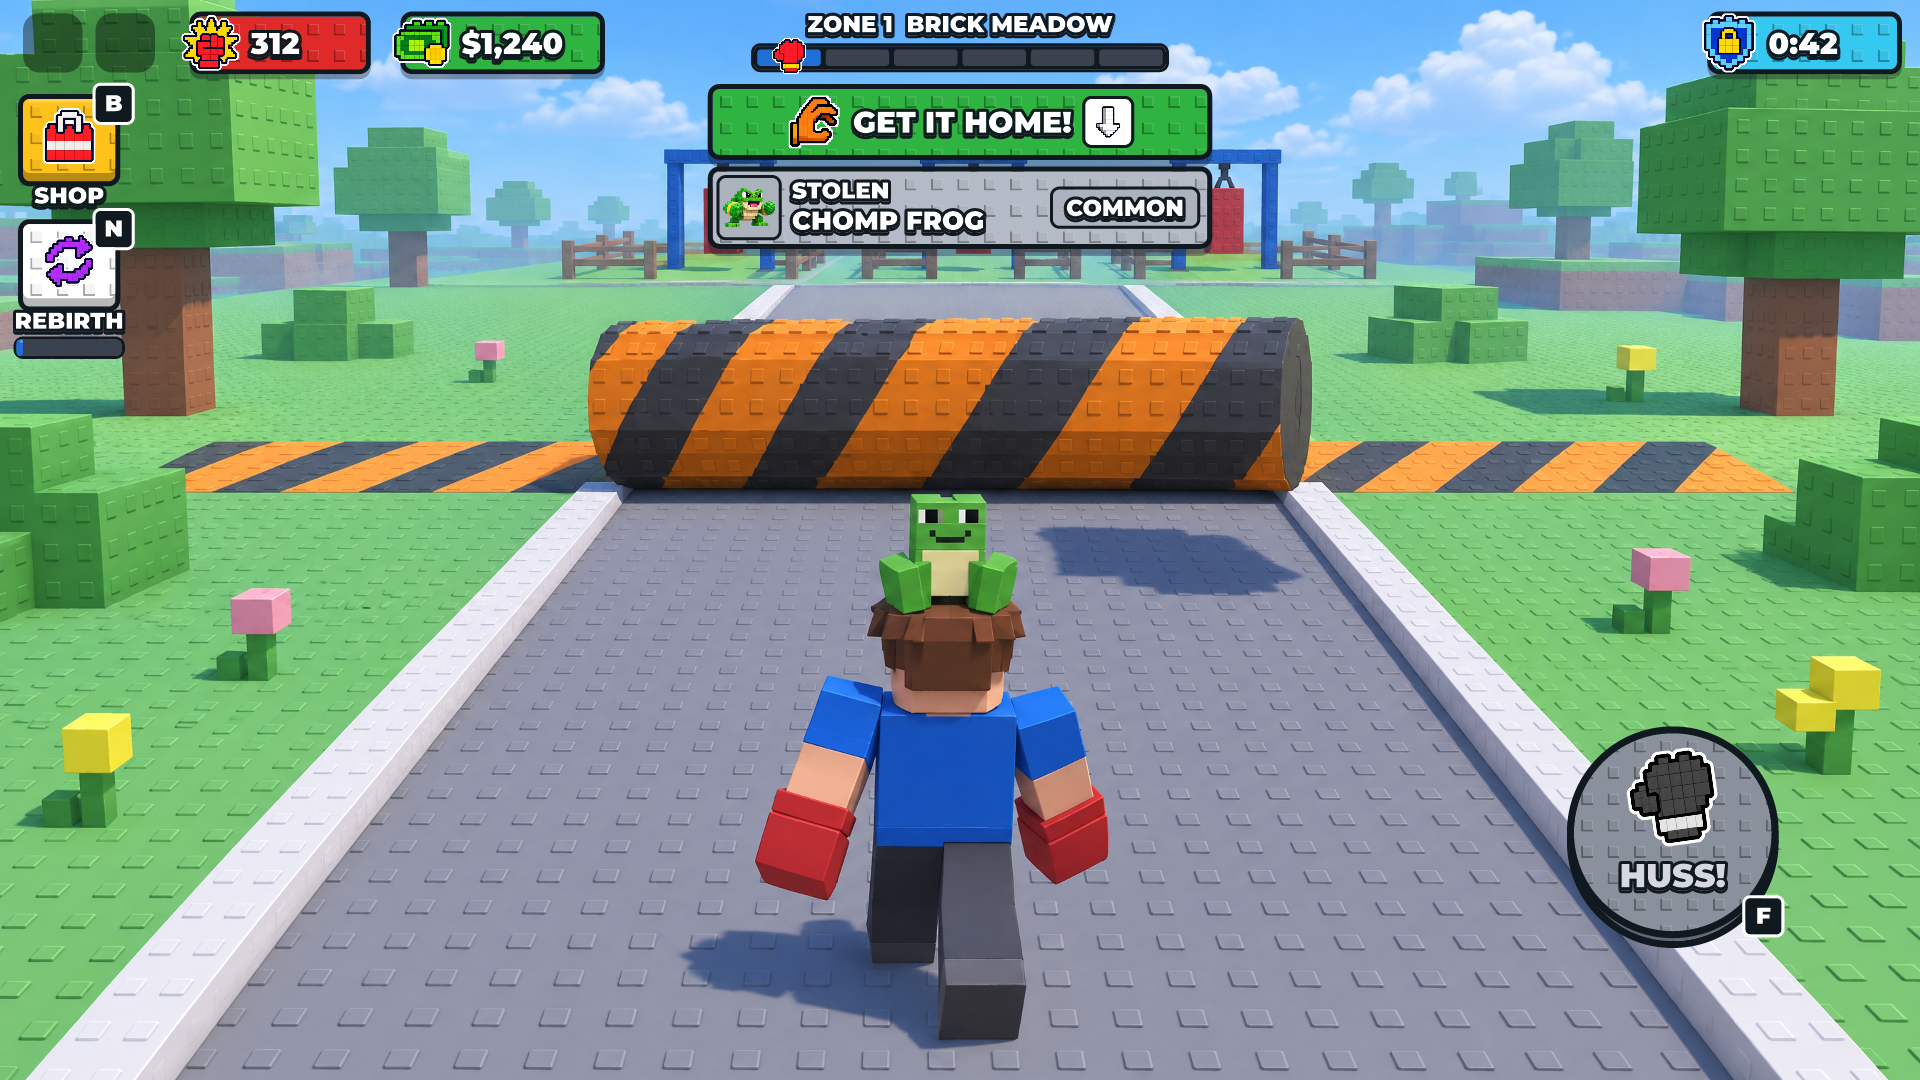 312
$1,240
ZONE 1 BRICK MEADOW
0:42
GET IT HOME!
STOLEN
CHOMP FROG
COMMON
B
SHOP
N
REBIRTH
HUSS!
F